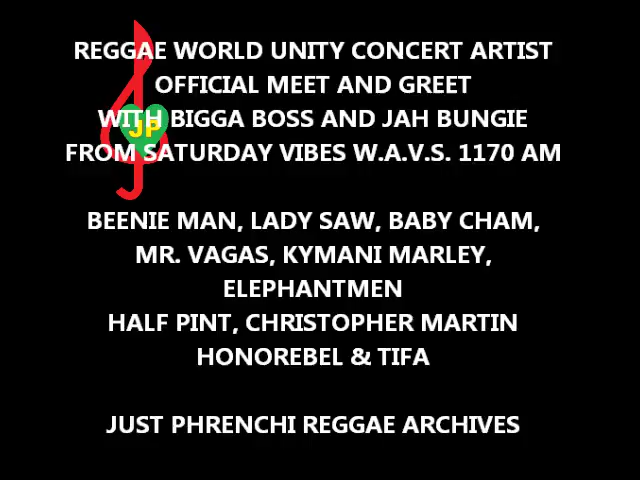 REGGAE WORLD UNITY CONCERT ARTIST
OFFICIAL MEET AND GREET
WITH BIGGA BOSS AND JAH BUNGIE
FROM SATURDAY VIBES W.A.V.S. 1170 AM
JP
BEENIE MAN, LADY SAW, BABY CHAM,
MR. VAGAS, KYMANI MARLEY,
ELEPHANTMEN
HALF PINT, CHRISTOPHER MARTIN
HONOREBEL & TIFA
JUST PHRENCHI REGGAE ARCHIVES